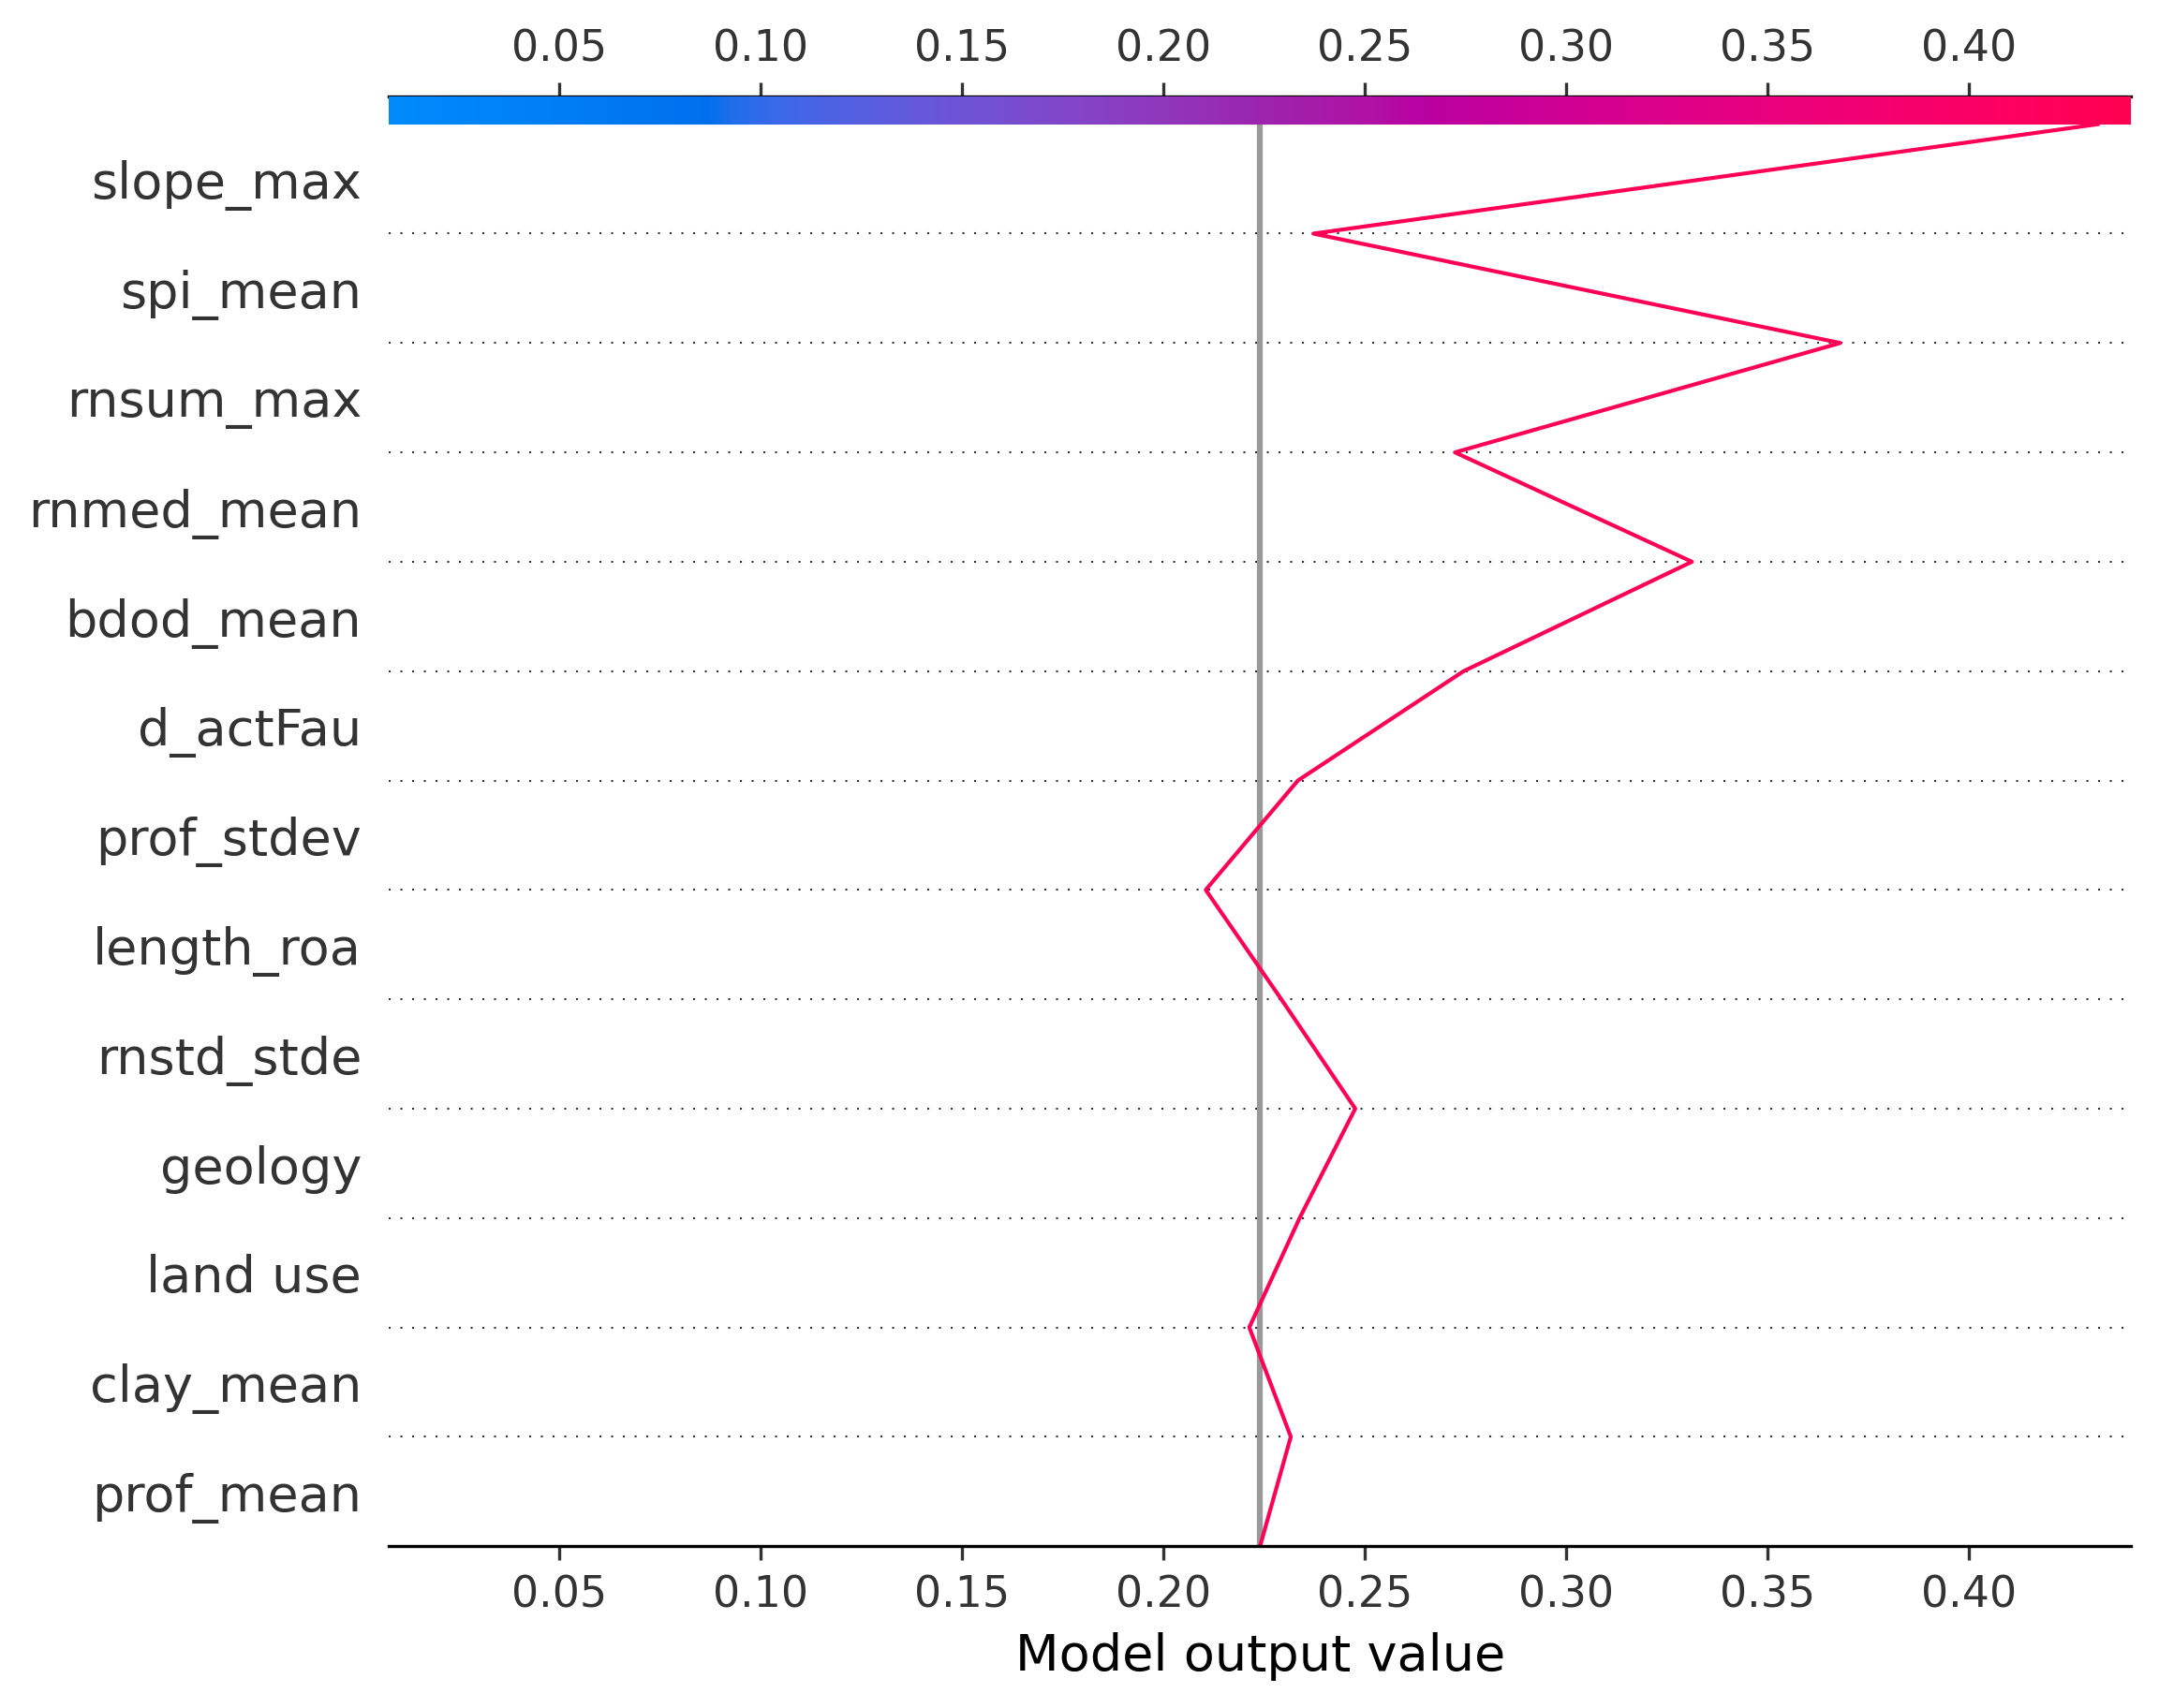 0.05 0.10 0.15 0.20 0.25 0.30 0.35 0.40
slope_max
spi_mean
rnsum_max
rnmed_mean
bdod_mean
d_actFau
prof_stdev
length_roa
rnstd_stde
geology
land use
clay_mean
prof_mean
0.05 0.10 0.15 0.20 0.25 0.30 0.35 0.40
Model output value